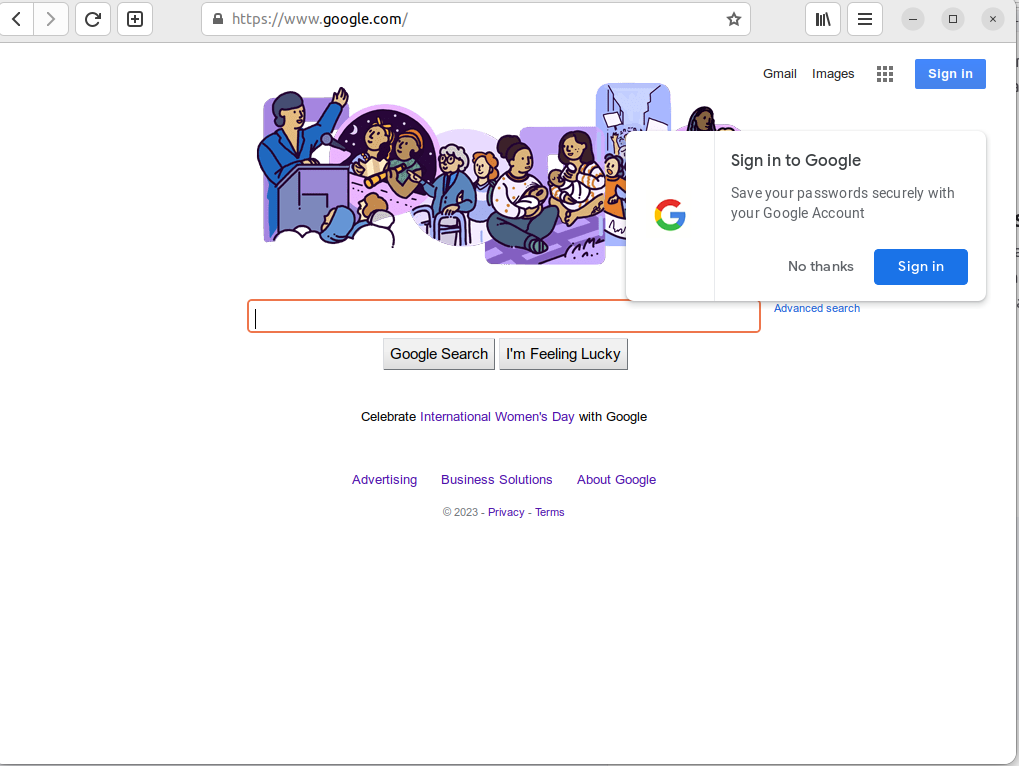 https://www.google.com/
Gmail Images Sign in
Sign in to Google
Save your passwords securely with
your Google Account
No thanks Sign in
Advanced search
Google Search I'm Feeling Lucky
Celebrate International Women's Day with Google
Advertising Business Solutions About Google
© 2023 - Privacy - Terms